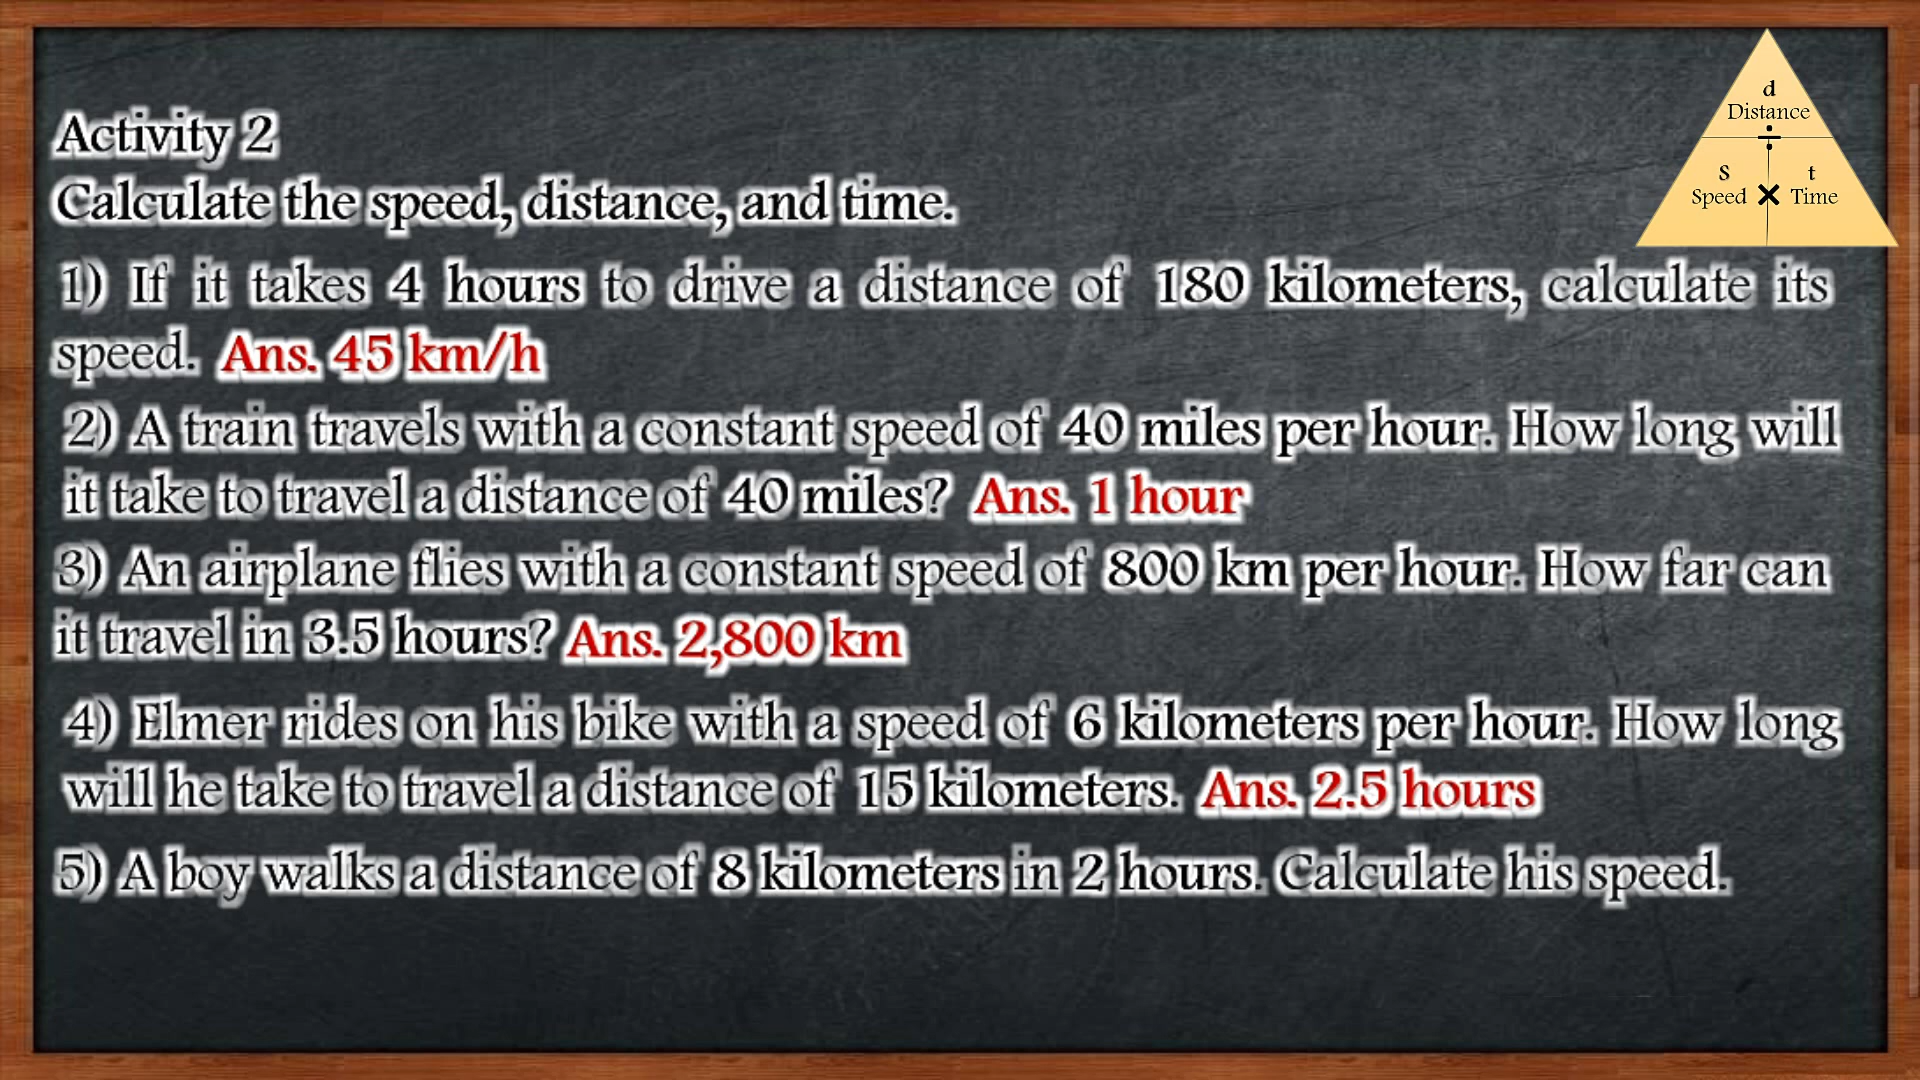 d
Distance
÷
S t
Speed × Time
Activity 2
Calculate the speed, distance, and time.
1) If it takes 4 hours to drive a distance of 180 kilometers, calculate its
speed. Ans. 45 km/h
2) A train travels with a constant speed of 40 miles per hour. How long will
it take to travel a distance of 40 miles? Ans. 1 hour
3) An airplane flies with a constant speed of 800 km per hour. How far can
it travel in 3.5 hours? Ans. 2,800 km
4) Elmer rides on his bike with a speed of 6 kilometers per hour. How long
will he take to travel a distance of 15 kilometers. Ans. 2.5 hours
5) A boy walks a distance of 8 kilometers in 2 hours. Calculate his speed.